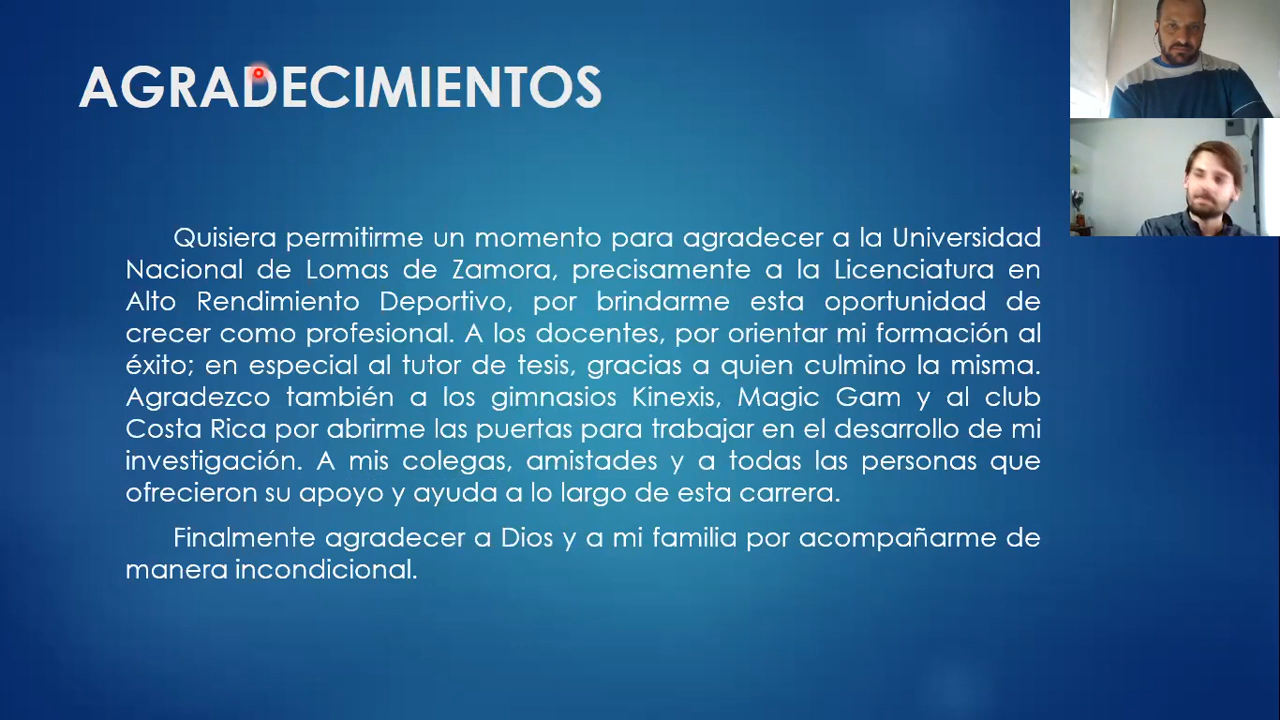 AGRADECIMIENTOS
Quisiera permitirme un momento para agradecer a la Universidad
Nacional de Lomas de Zamora, precisamente a la Licenciatura en
Alto Rendimiento Deportivo, por brindarme esta oportunidad de
crecer como profesional. A los docentes, por orientar mi formación al
éxito; en especial al tutor de tesis, gracias a quien culmino la misma.
Agradezco también a los gimnasios Kinexis, Magic Gam y al club
Costa Rica por abrirme las puertas para trabajar en el desarrollo de mi
investigación. A mis colegas, amistades y a todas las personas que
ofrecieron su apoyo y ayuda a lo largo de esta carrera.
Finalmente agradecer a Dios y a mi familia por acompañarme de
manera incondicional.